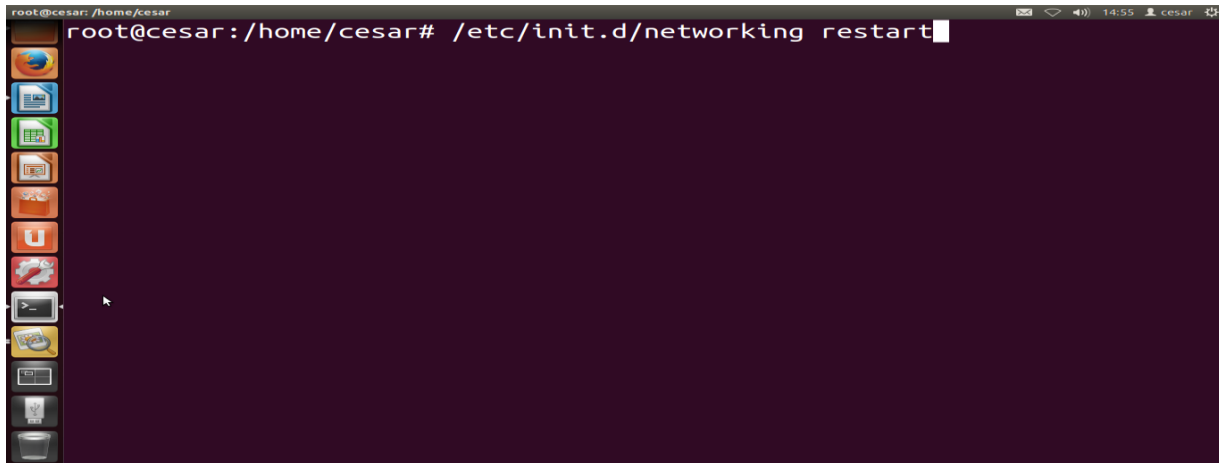 root@cesar: /home/cesar
14:55 cesar
root@cesar:/home/cesar# /etc/init.d/networking restart